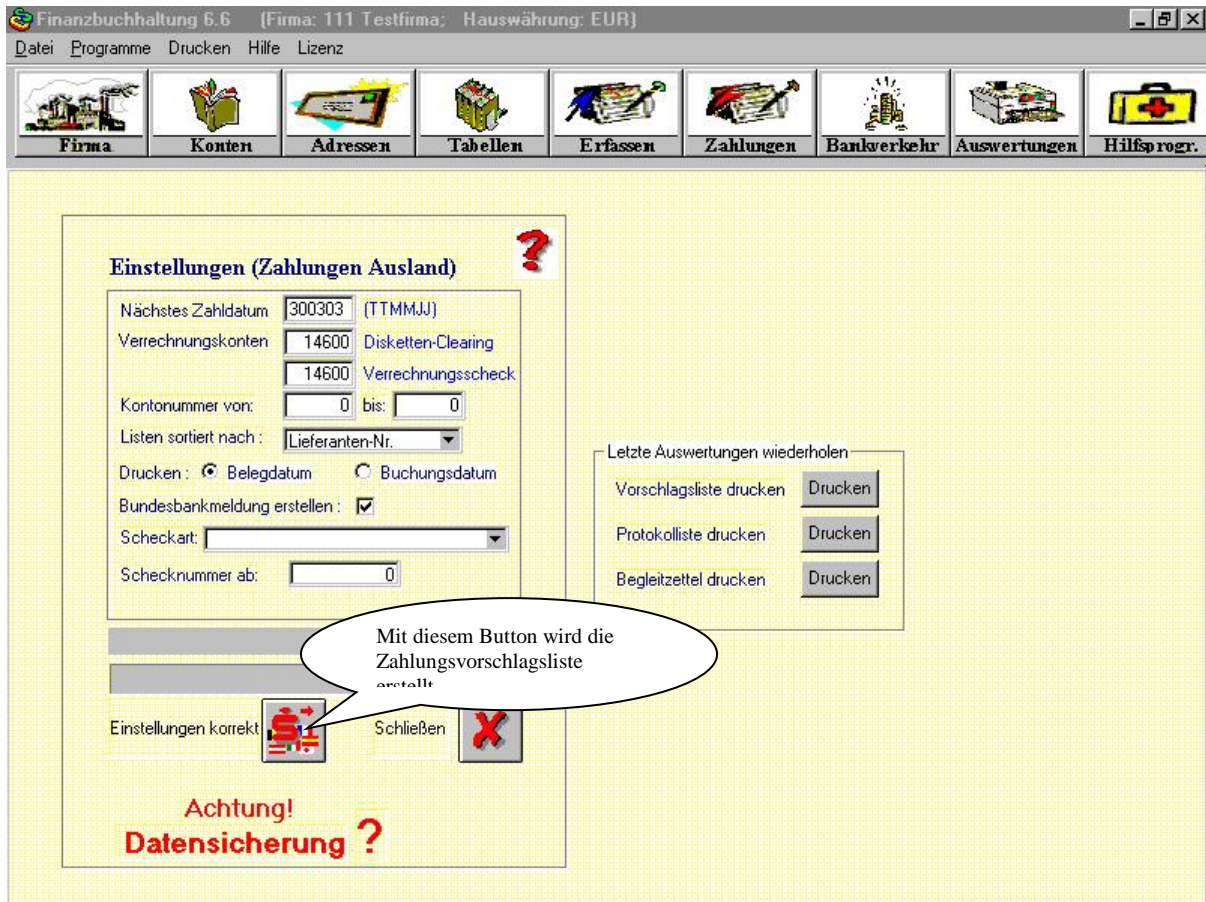 Finanzbuchhaltung 6.6 (Firma: 111 Testfirma; Hauswährung: EUR)
Datei Programme Drucken Hilfe Lizenz
Firma Konten Adressen Tabellen Erfassen Zahlungen Bankverkehr Auswertungen Hilfsprogr.
?
Einstellungen (Zahlungen Ausland)
Nächstes Zahldatum 300303 (TTMMJJ)
Verrechnungskonten 14600 Disketten-Clearing
14600 Verrechnungsscheck
Kontonummer von: 0 bis: 0
Listen sortiert nach : Lieferanten-Nr.
Drucken : Belegdatum Buchungsdatum
Bundesbankmeldung erstellen :
Scheckart:
Schecknummer ab: 0
Letzte Auswertungen wiederholen
Vorschlagsliste drucken Drucken
Protokolliste drucken Drucken
Begleitzettel drucken Drucken
Mit diesem Button wird die
Zahlungsvorschlagsliste
erstellt
Einstellungen korrekt Schließen
Achtung!
Datensicherung ?